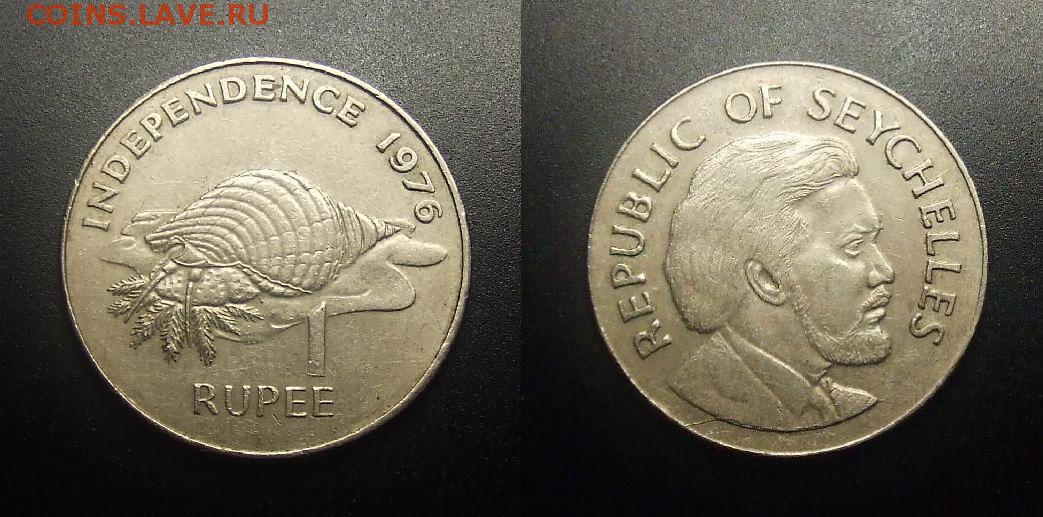 COINS.LAVE.RU
INDEPENDENCE 1976
1
RUPEE
REPUBLIC OF SEYCHELLES